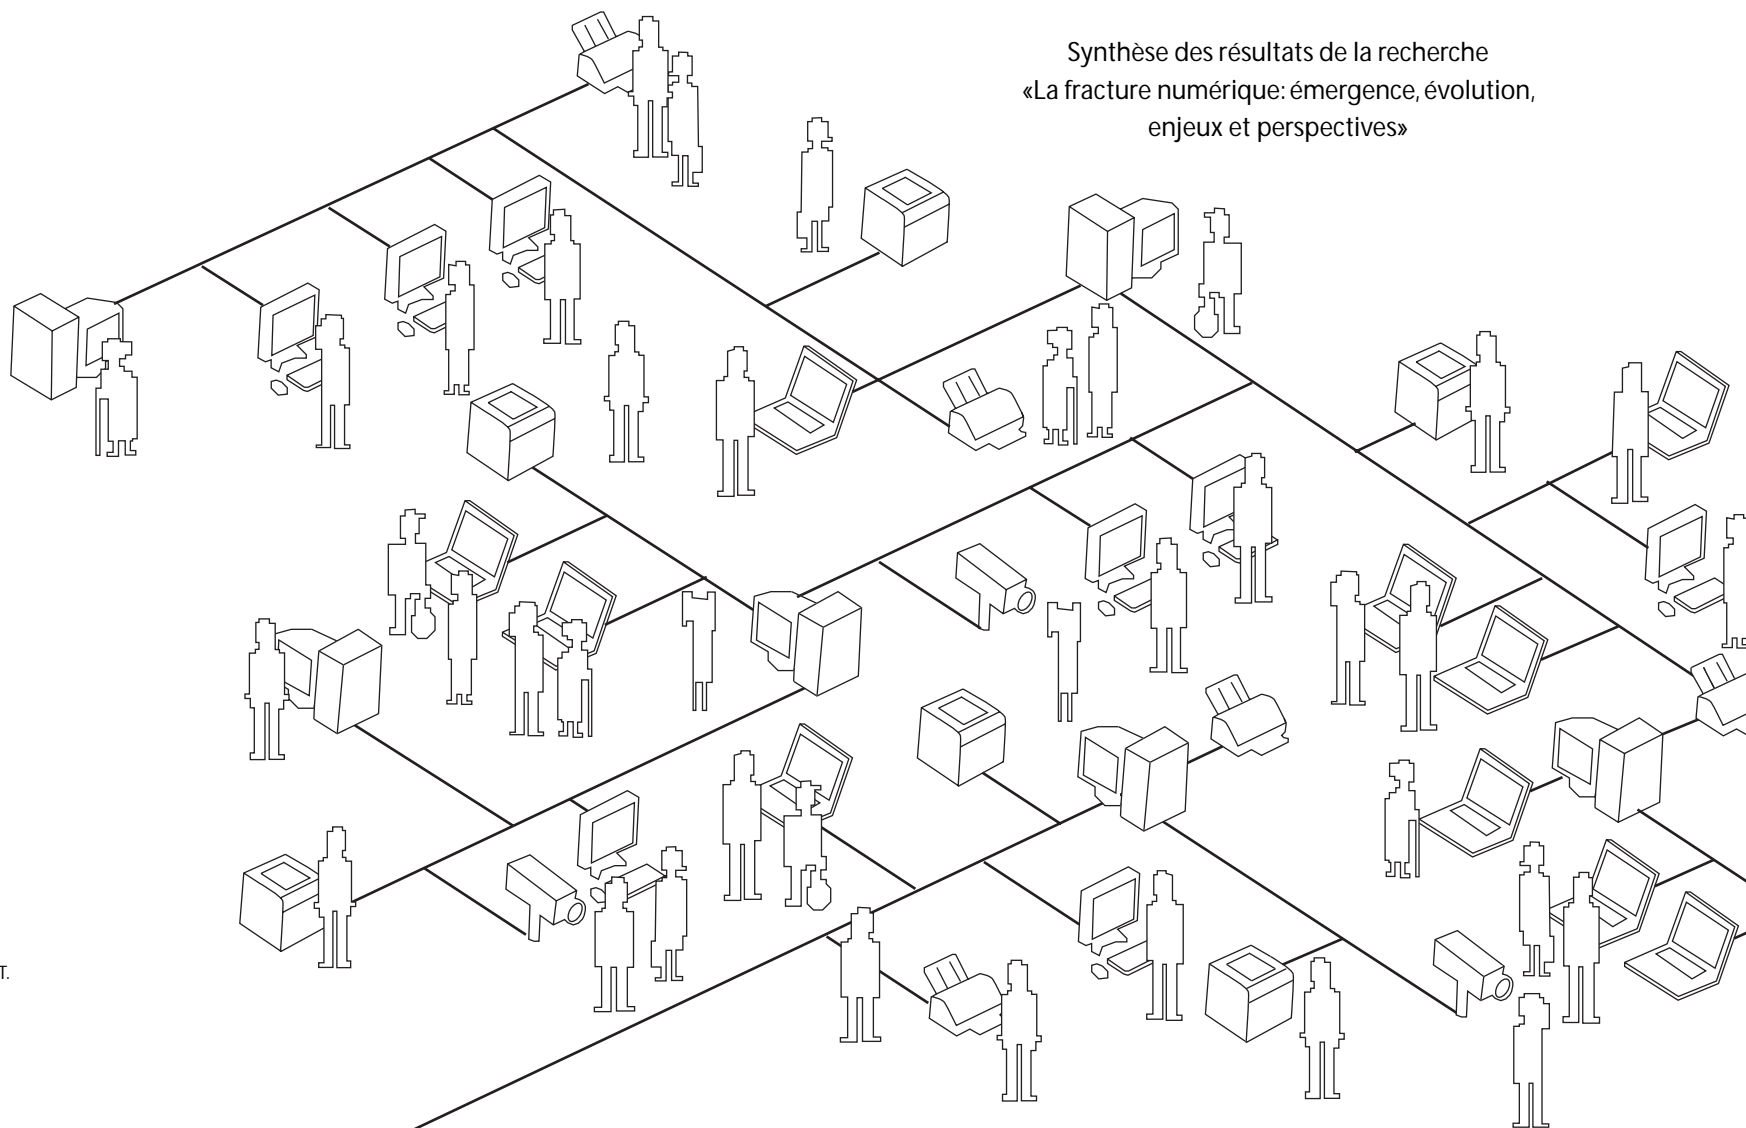 Synthèse des résultats de la recherche
«La fracture numérique: émergence, évolution,
enjeux et perspectives»
T.